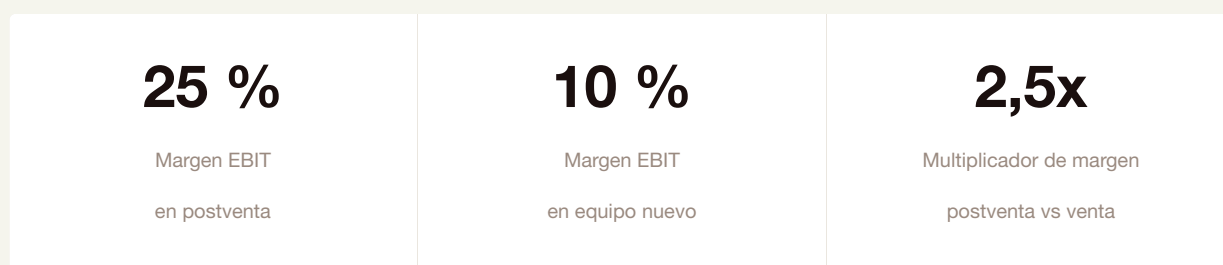 25 %
Margen EBIT
en postventa
10 %
Margen EBIT
en equipo nuevo
2,5x
Multiplicador de margen
postventa vs venta